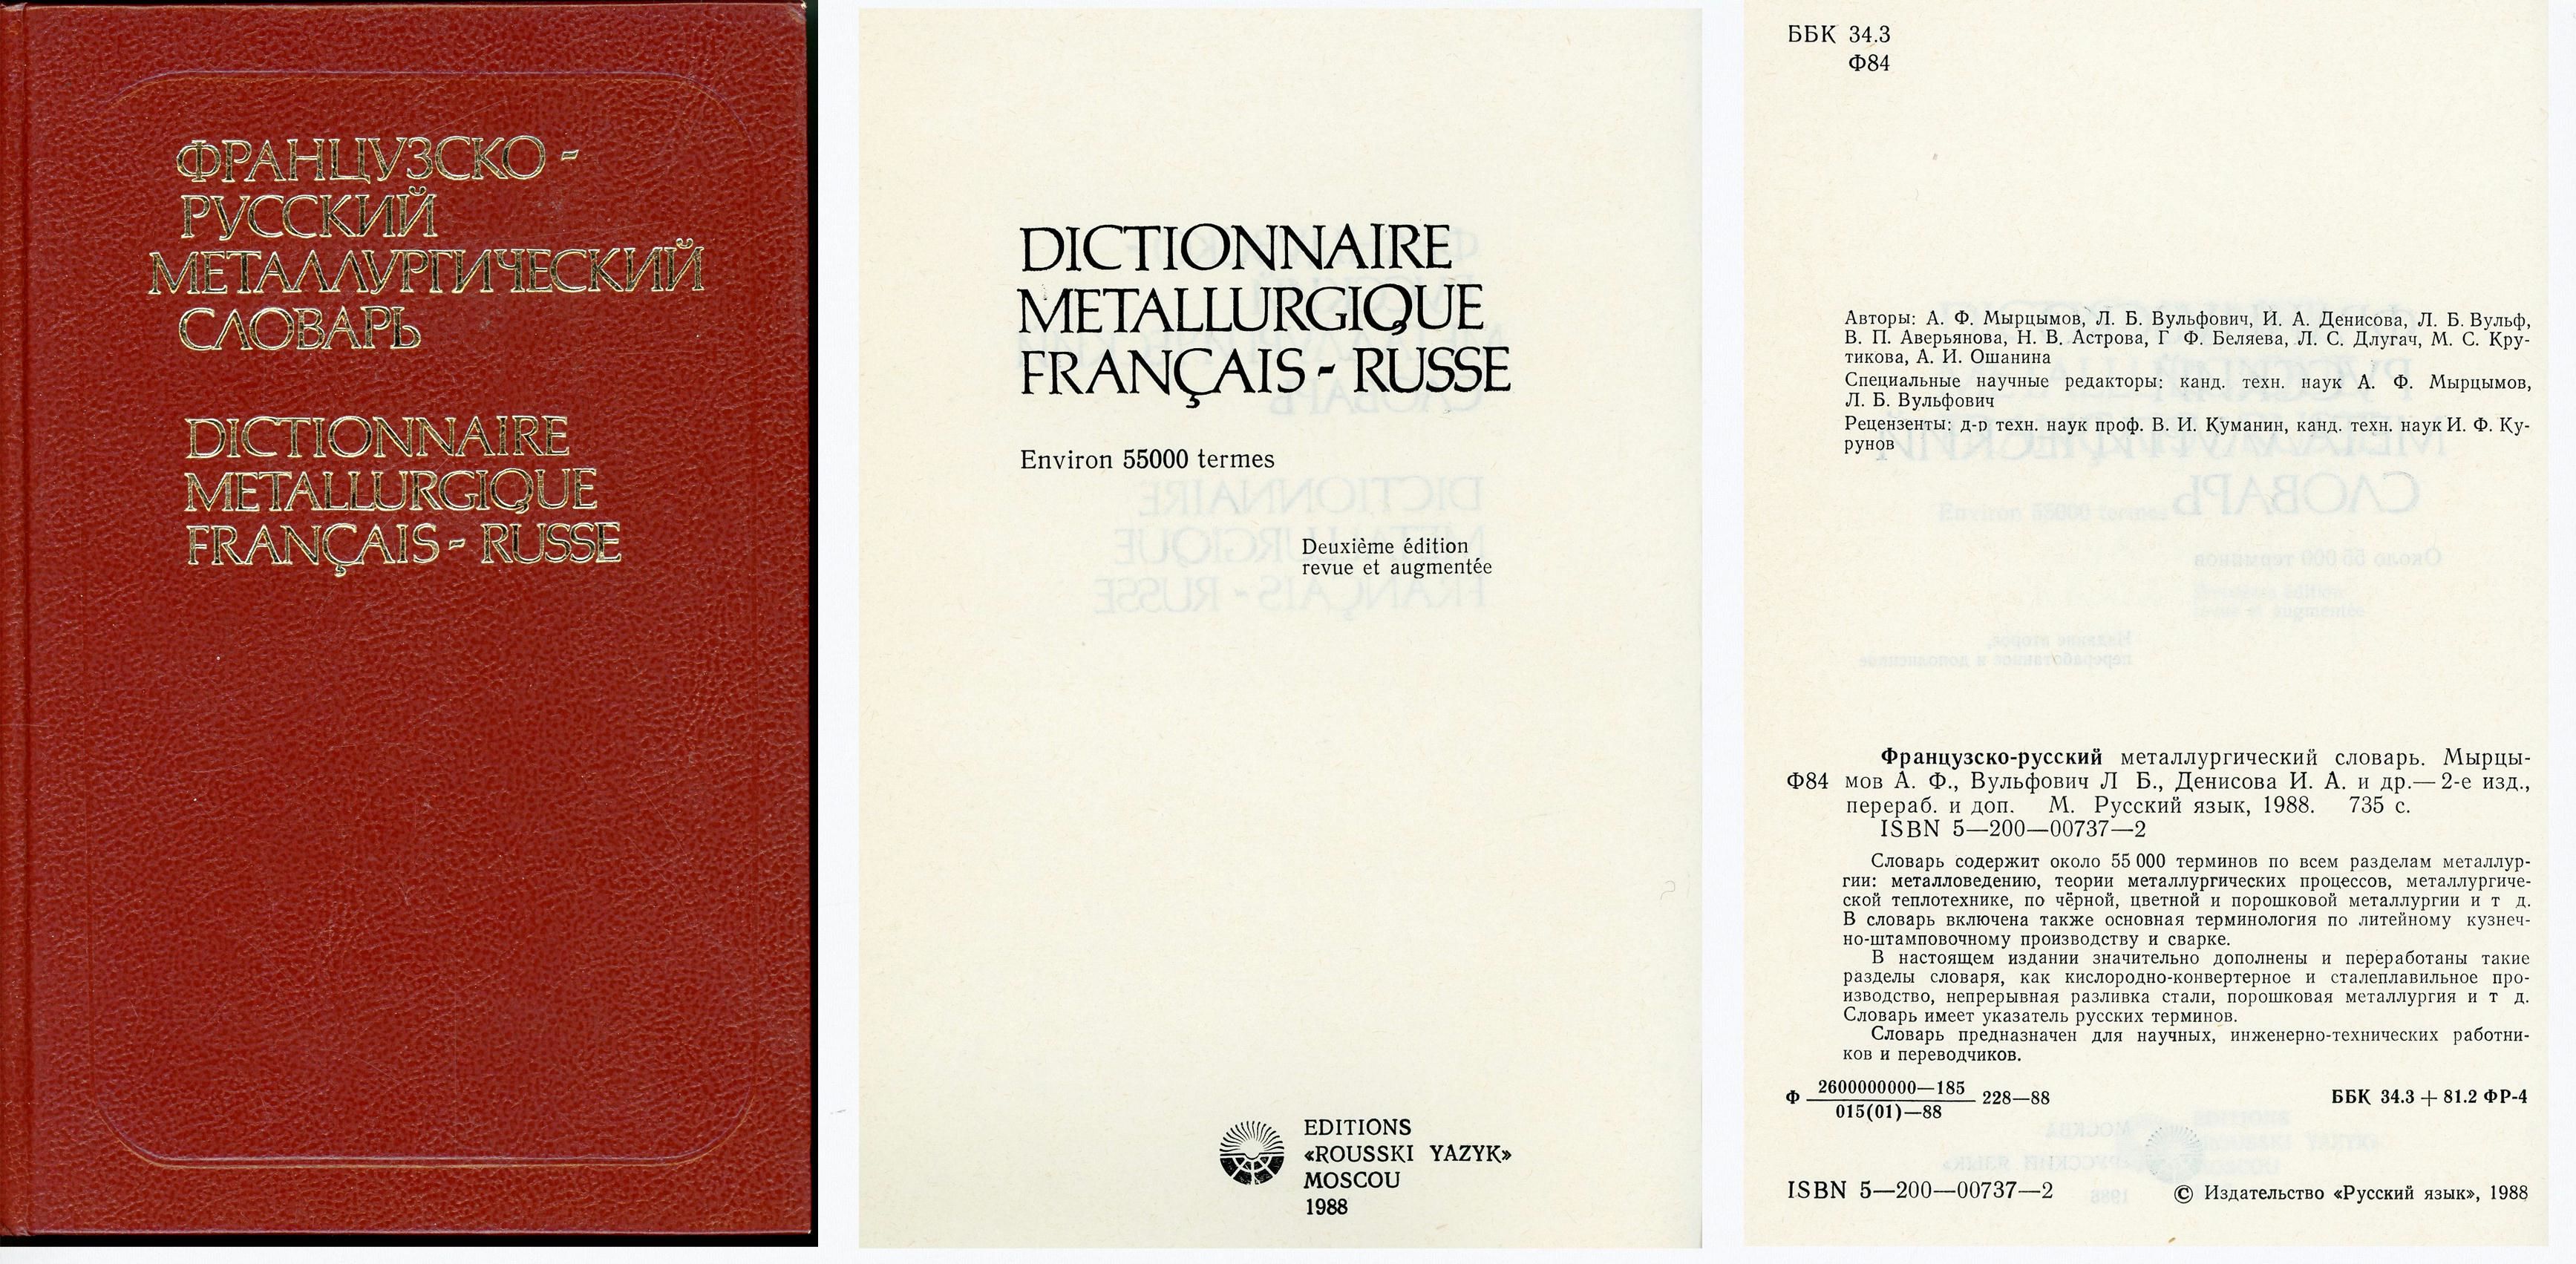 ФРАНЦУЗСКО -
РУССКИЙ
МЕТАЛЛУРГИЧЕСКИЙ
СЛОВАРЬ
DICTIONNAIRE
METALLURGIQUE
FRANÇAIS - RUSSE
DICTIONNAIRE
METALLURGIQUE
FRANÇAIS - RUSSE
Environ 55000 termes
Deuxième édition
revue et augmentée
EDITIONS
«ROUSSKI YAZYK»
MOSCOU
1988
ББК 34.3
Ф84
Авторы: А. Ф. Мырцымов, Л. Б. Вульфович, И. А. Денисова, Л. Б. Вульф,
В. П. Аверьянова, Н. В. Астрова, Г Ф. Беляева, Л. С. Длугач, М. С. Кру-
тикова, А. И. Ошанина
Специальные научные редакторы: канд. техн. наук А. Ф. Мырцымов,
Л. Б. Вульфович
Рецензенты: д-р техн. наук проф. В. И. Куманин, канд. техн. наук И. Ф. Ку-
рунов
Французско-русский металлургический словарь. Мырцы-
Ф84 мов А. Ф., Вульфович Л Б., Денисова И. А. и др.— 2-е изд.,
перераб. и доп. М. Русский язык, 1988. 735 с.
ISBN 5—200—00737—2
Словарь содержит около 55 000 терминов по всем разделам металлур-
гии: металловедению, теории металлургических процессов, металлургиче-
ской теплотехнике, по чёрной, цветной и порошковой металлургии и т д.
В словарь включена также основная терминология по литейному кузнеч-
но-штамповочному производству и сварке.
В настоящем издании значительно дополнены и переработаны такие
разделы словаря, как кислородно-конвертерное и сталеплавильное про-
изводство, непрерывная разливка стали, порошковая металлургия и т д.
Словарь имеет указатель русских терминов.
Словарь предназначен для научных, инженерно-технических работни-
ков и переводчиков.
Ф 2600000000—185 228—88
015(01)—88
ББК 34.3 + 81.2 ФР-4
ISBN 5—200—00737—2
© Издательство «Русский язык», 1988